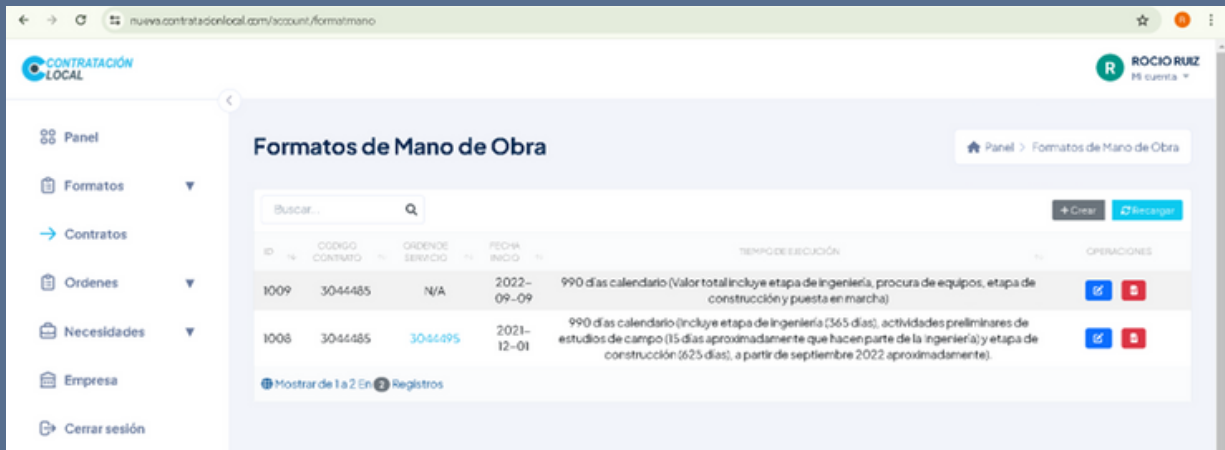 nueva.contratacionlocal.com/account/formatmano
R
CONTRATACIÓN
LOCAL
R
ROCIO RUIZ
Mi cuenta
Panel
Formatos
Contratos
Ordenes
Necesidades
Empresa
Cerrar sesión
Formatos de Mano de Obra
Panel > Formatos de Mano de Obra
Buscar...
+ Crear
Recargar
ID
CODIGO
CONTRATO
ORDEN DE
SERVICIO
FECHA
INICIO
TIEMPO DE EJECUCIÓN
OPERACIONES
1009
3044485
N/A
2022-
09-09
990 días calendario (Valor total incluye etapa de ingeniería, procura de equipos, etapa de
construcción y puesta en marcha)
1008
3044485
3044495
2021-
12-01
990 días calendario (Incluye etapa de ingeniería (365 días), actividades preliminares de
estudios de campo (15 días aproximadamente que hacen parte de la ingeniería) y etapa de
construcción (625 días), a partir de septiembre 2022 aproximadamente).
Mostrar de 1 a 2 En 2 Registros